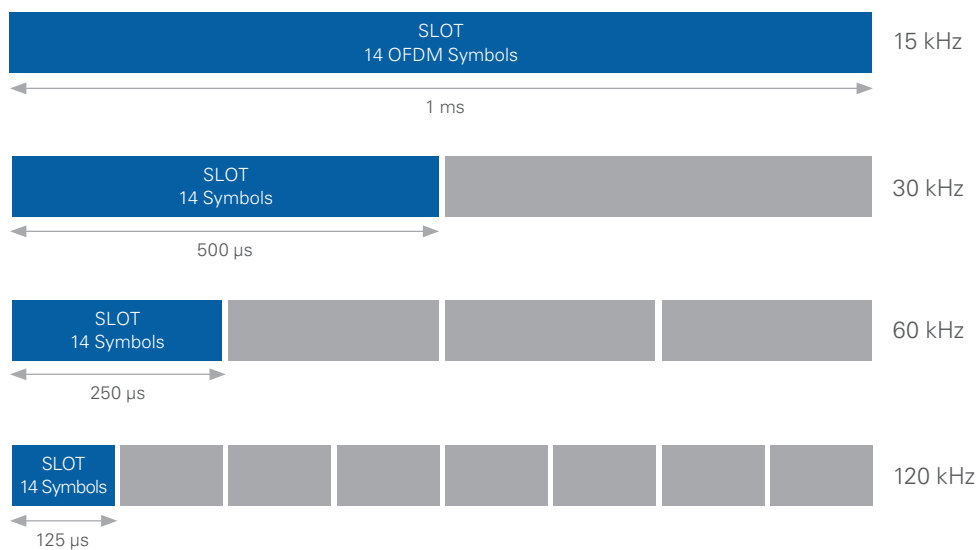 SLOT
14 OFDM Symbols
15 kHz
1 ms
SLOT
14 Symbols
30 kHz
500 µs
SLOT
14 Symbols
60 kHz
250 µs
SLOT
14 Symbols
120 kHz
125 µs